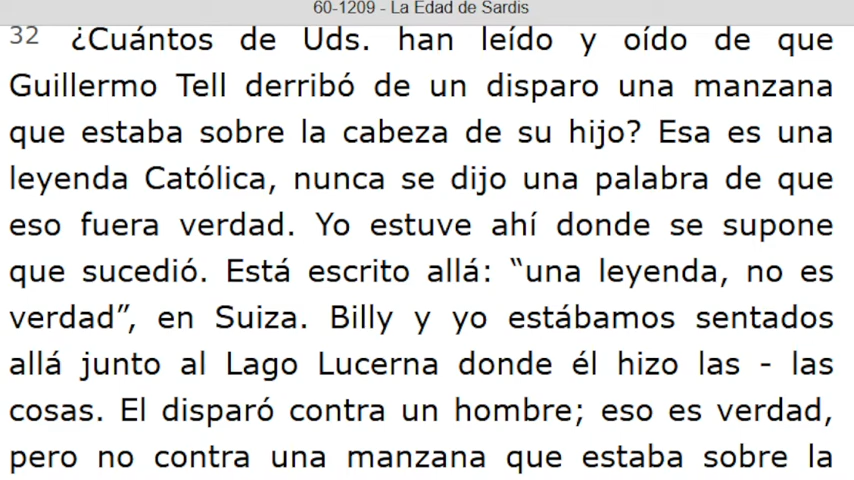 60-1209 - La Edad de Sardis
32 ¿Cuántos de Uds. han leído y oído de que
Guillermo Tell derribó de un disparo una manzana
que estaba sobre la cabeza de su hijo? Esa es una
leyenda Católica, nunca se dijo una palabra de que
eso fuera verdad. Yo estuve ahí donde se supone
que sucedió. Está escrito allá: “una leyenda, no es
verdad”, en Suiza. Billy y yo estábamos sentados
allá junto al Lago Lucerna donde él hizo las - las
cosas. El disparó contra un hombre; eso es verdad,
pero no contra una manzana que estaba sobre la